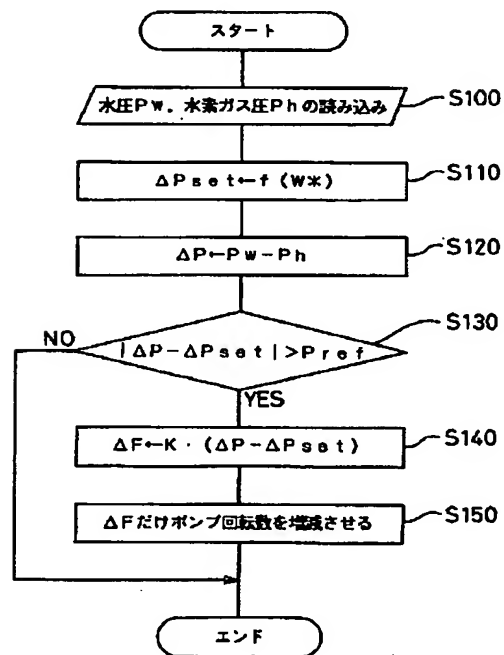 スタート
水圧Pw，水素ガス圧Phの読み込み
S100
ΔPset←f(W*)
S110
ΔP←Pw-Ph
S120
|ΔP-ΔPset|>Pref
S130
NO
YES
ΔF←K・(ΔP-ΔPset)
S140
ΔFだけポンプ回転数を増減させる
S150
エンド